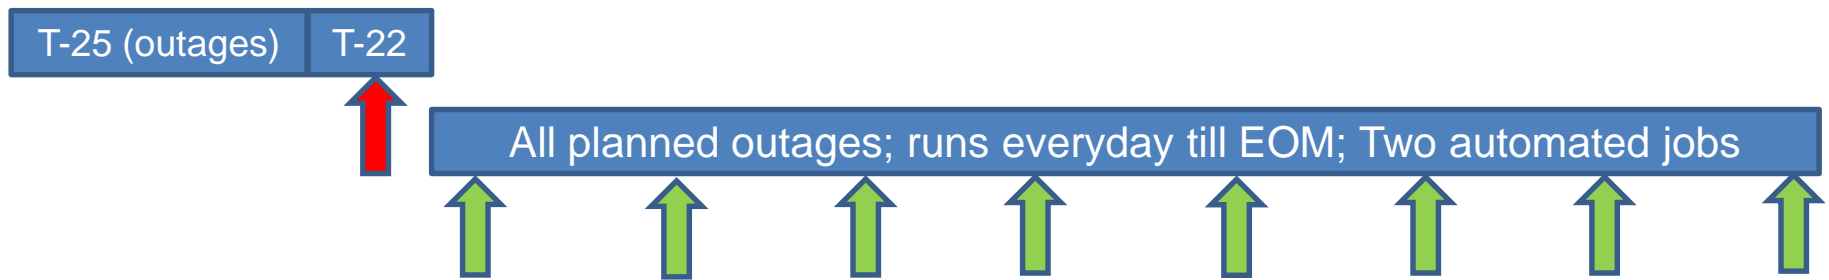 T-25 (outages)
T-22
All planned outages; runs everyday till EOM; Two automated jobs